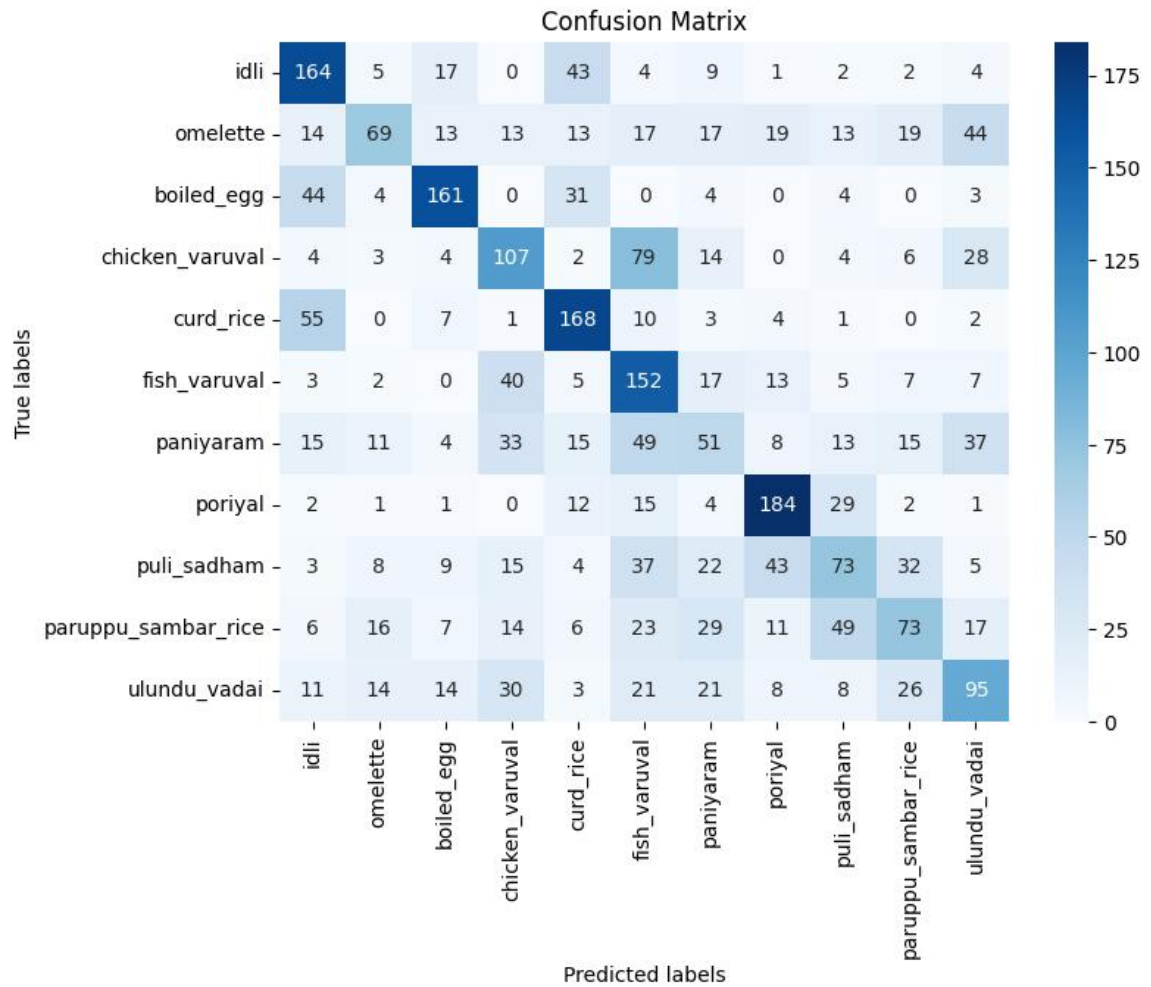 Confusion Matrix
True labels
idli 164 5 17 0 43 4 9 1 2 2 4
omelette 14 69 13 13 13 17 17 19 13 19 44
boiled_egg 44 4 161 0 31 0 4 0 4 0 3
chicken_varuval 4 3 4 107 2 79 14 0 4 6 28
curd_rice 55 0 7 1 168 10 3 4 1 0 2
fish_varuval 3 2 0 40 5 152 17 13 5 7 7
paniyaram 15 11 4 33 15 49 51 8 13 15 37
poriyal 2 1 1 0 12 15 4 184 29 2 1
puli_sadham 3 8 9 15 4 37 22 43 73 32 5
paruppu_sambar_rice 6 16 7 14 6 23 29 11 49 73 17
ulundu_vadai 11 14 14 30 3 21 21 8 8 26 95
idli
omelette
boiled_egg
chicken_varuval
curd_rice
fish_varuval
paniyaram
poriyal
puli_sadham
paruppu_sambar_rice
ulundu_vadai
Predicted labels
175
150
125
100
75
50
25
0